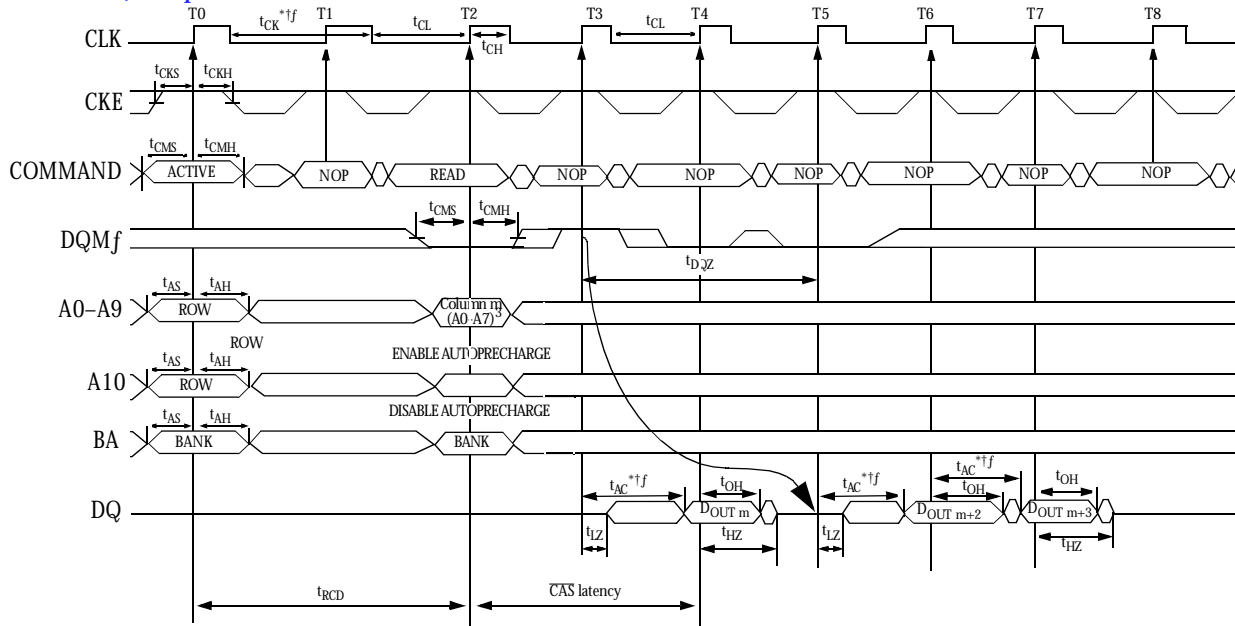 T0 tCK*†ƒ T1 tCL T2 T3 tCL T4 T5 T6 T7 T8
CLK
tCH
tCKS tCKH
CKE
tCMS tCMH
COMMAND ACTIVE NOP READ NOP NOP NOP NOP NOP NOP
tCMS tCMH
DQMƒ
tDQZ
tAS tAH
A0–A9 ROW Column m (A0–A7)3
ROW
ENABLE AUTOPRECHARGE
tAS tAH
A10 ROW
DISABLE AUTOPRECHARGE
tAS tAH
BA BANK BANK
tAC*†ƒ tOH tAC*†ƒ tAC*†ƒ tOH tOH
DQ DOUT m DOUT m+2 DOUT m+3
tLZ tHZ tLZ tHZ
tRCD CAS latency